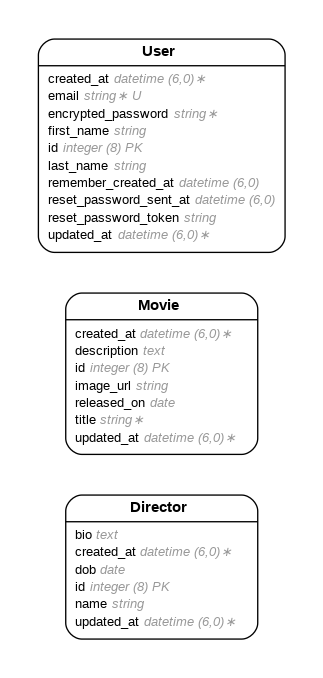 User
created_at datetime (6,0)∗
email string∗ U
encrypted_password string∗
first_name string
id integer (8) PK
last_name string
remember_created_at datetime (6,0)
reset_password_sent_at datetime (6,0)
reset_password_token string
updated_at datetime (6,0)∗
Movie
created_at datetime (6,0)∗
description text
id integer (8) PK
image_url string
released_on date
title string∗
updated_at datetime (6,0)∗
Director
bio text
created_at datetime (6,0)∗
dob date
id integer (8) PK
name string
updated_at datetime (6,0)∗